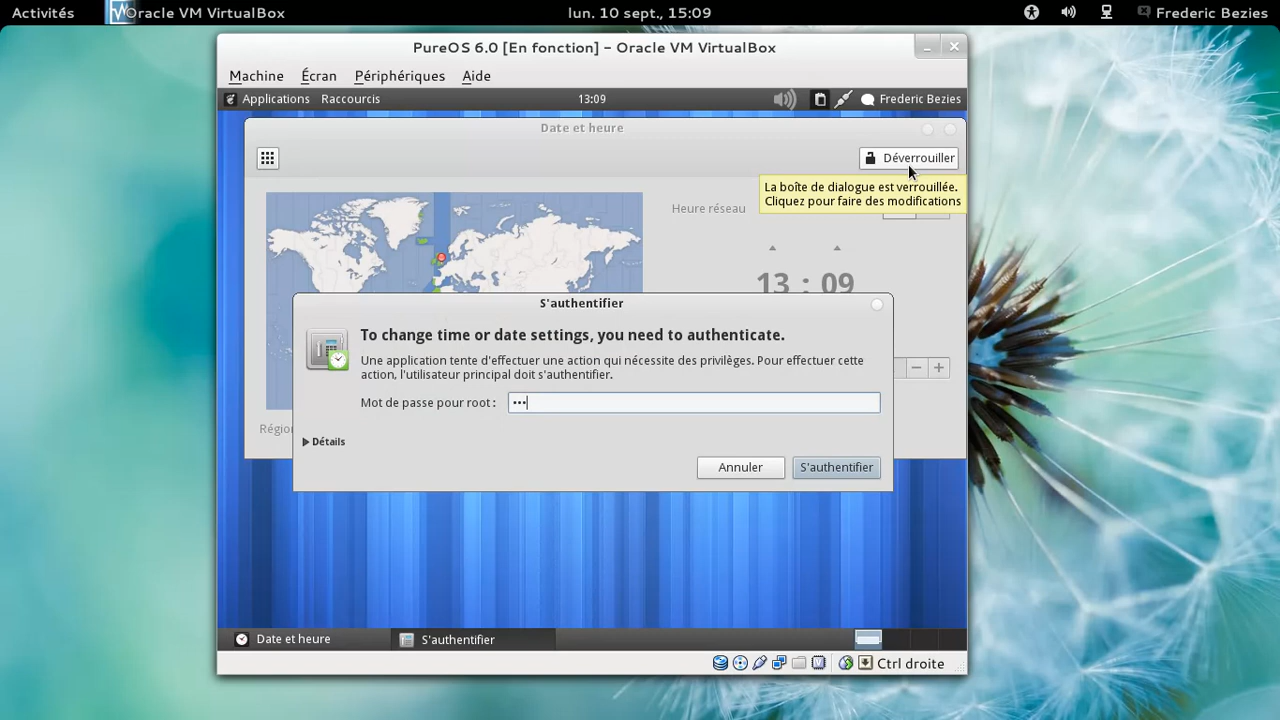 Activités
Oracle VM VirtualBox
lun. 10 sept., 15:09
Frederic Bezies
PureOS 6.0 [En fonction] - Oracle VM VirtualBox
Machine Écran Périphériques Aide
Applications Raccourcis
13:09
Frederic Bezies
Date et heure
Déverrouiller
La boîte de dialogue est verrouillée.
Cliquez pour faire des modifications
Heure réseau
13 : 09
S'authentifier
To change time or date settings, you need to authenticate.
Une application tente d'effectuer une action qui nécessite des privilèges. Pour effectuer cette
action, l'utilisateur principal doit s'authentifier.
Mot de passe pour root : •••
Détails
Annuler
S'authentifier
Date et heure
S'authentifier
Ctrl droite